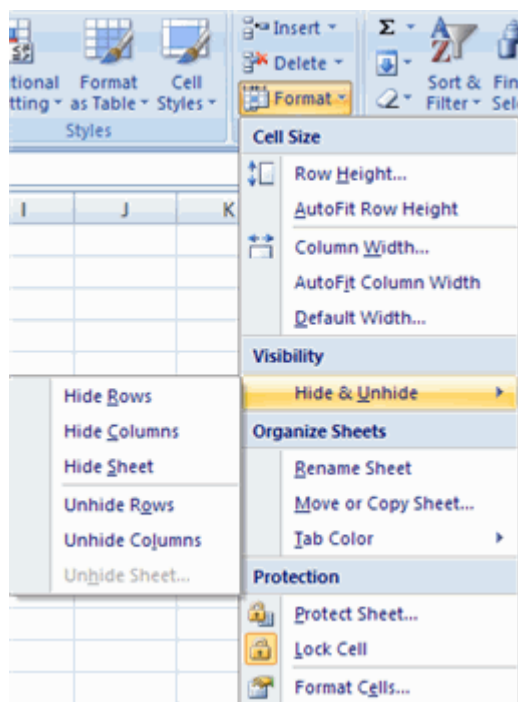 Insert
Delete
Format
Format
as Table
Cell
Styles
Sort &
Filter
Styles
I J K
Cell Size
Row Height...
AutoFit Row Height
Column Width...
AutoFit Column Width
Default Width...
Visibility
Hide & Unhide
Hide Rows
Hide Columns
Hide Sheet
Unhide Rows
Unhide Columns
Unhide Sheet...
Organize Sheets
Rename Sheet
Move or Copy Sheet...
Tab Color
Protection
Protect Sheet...
Lock Cell
Format Cells...